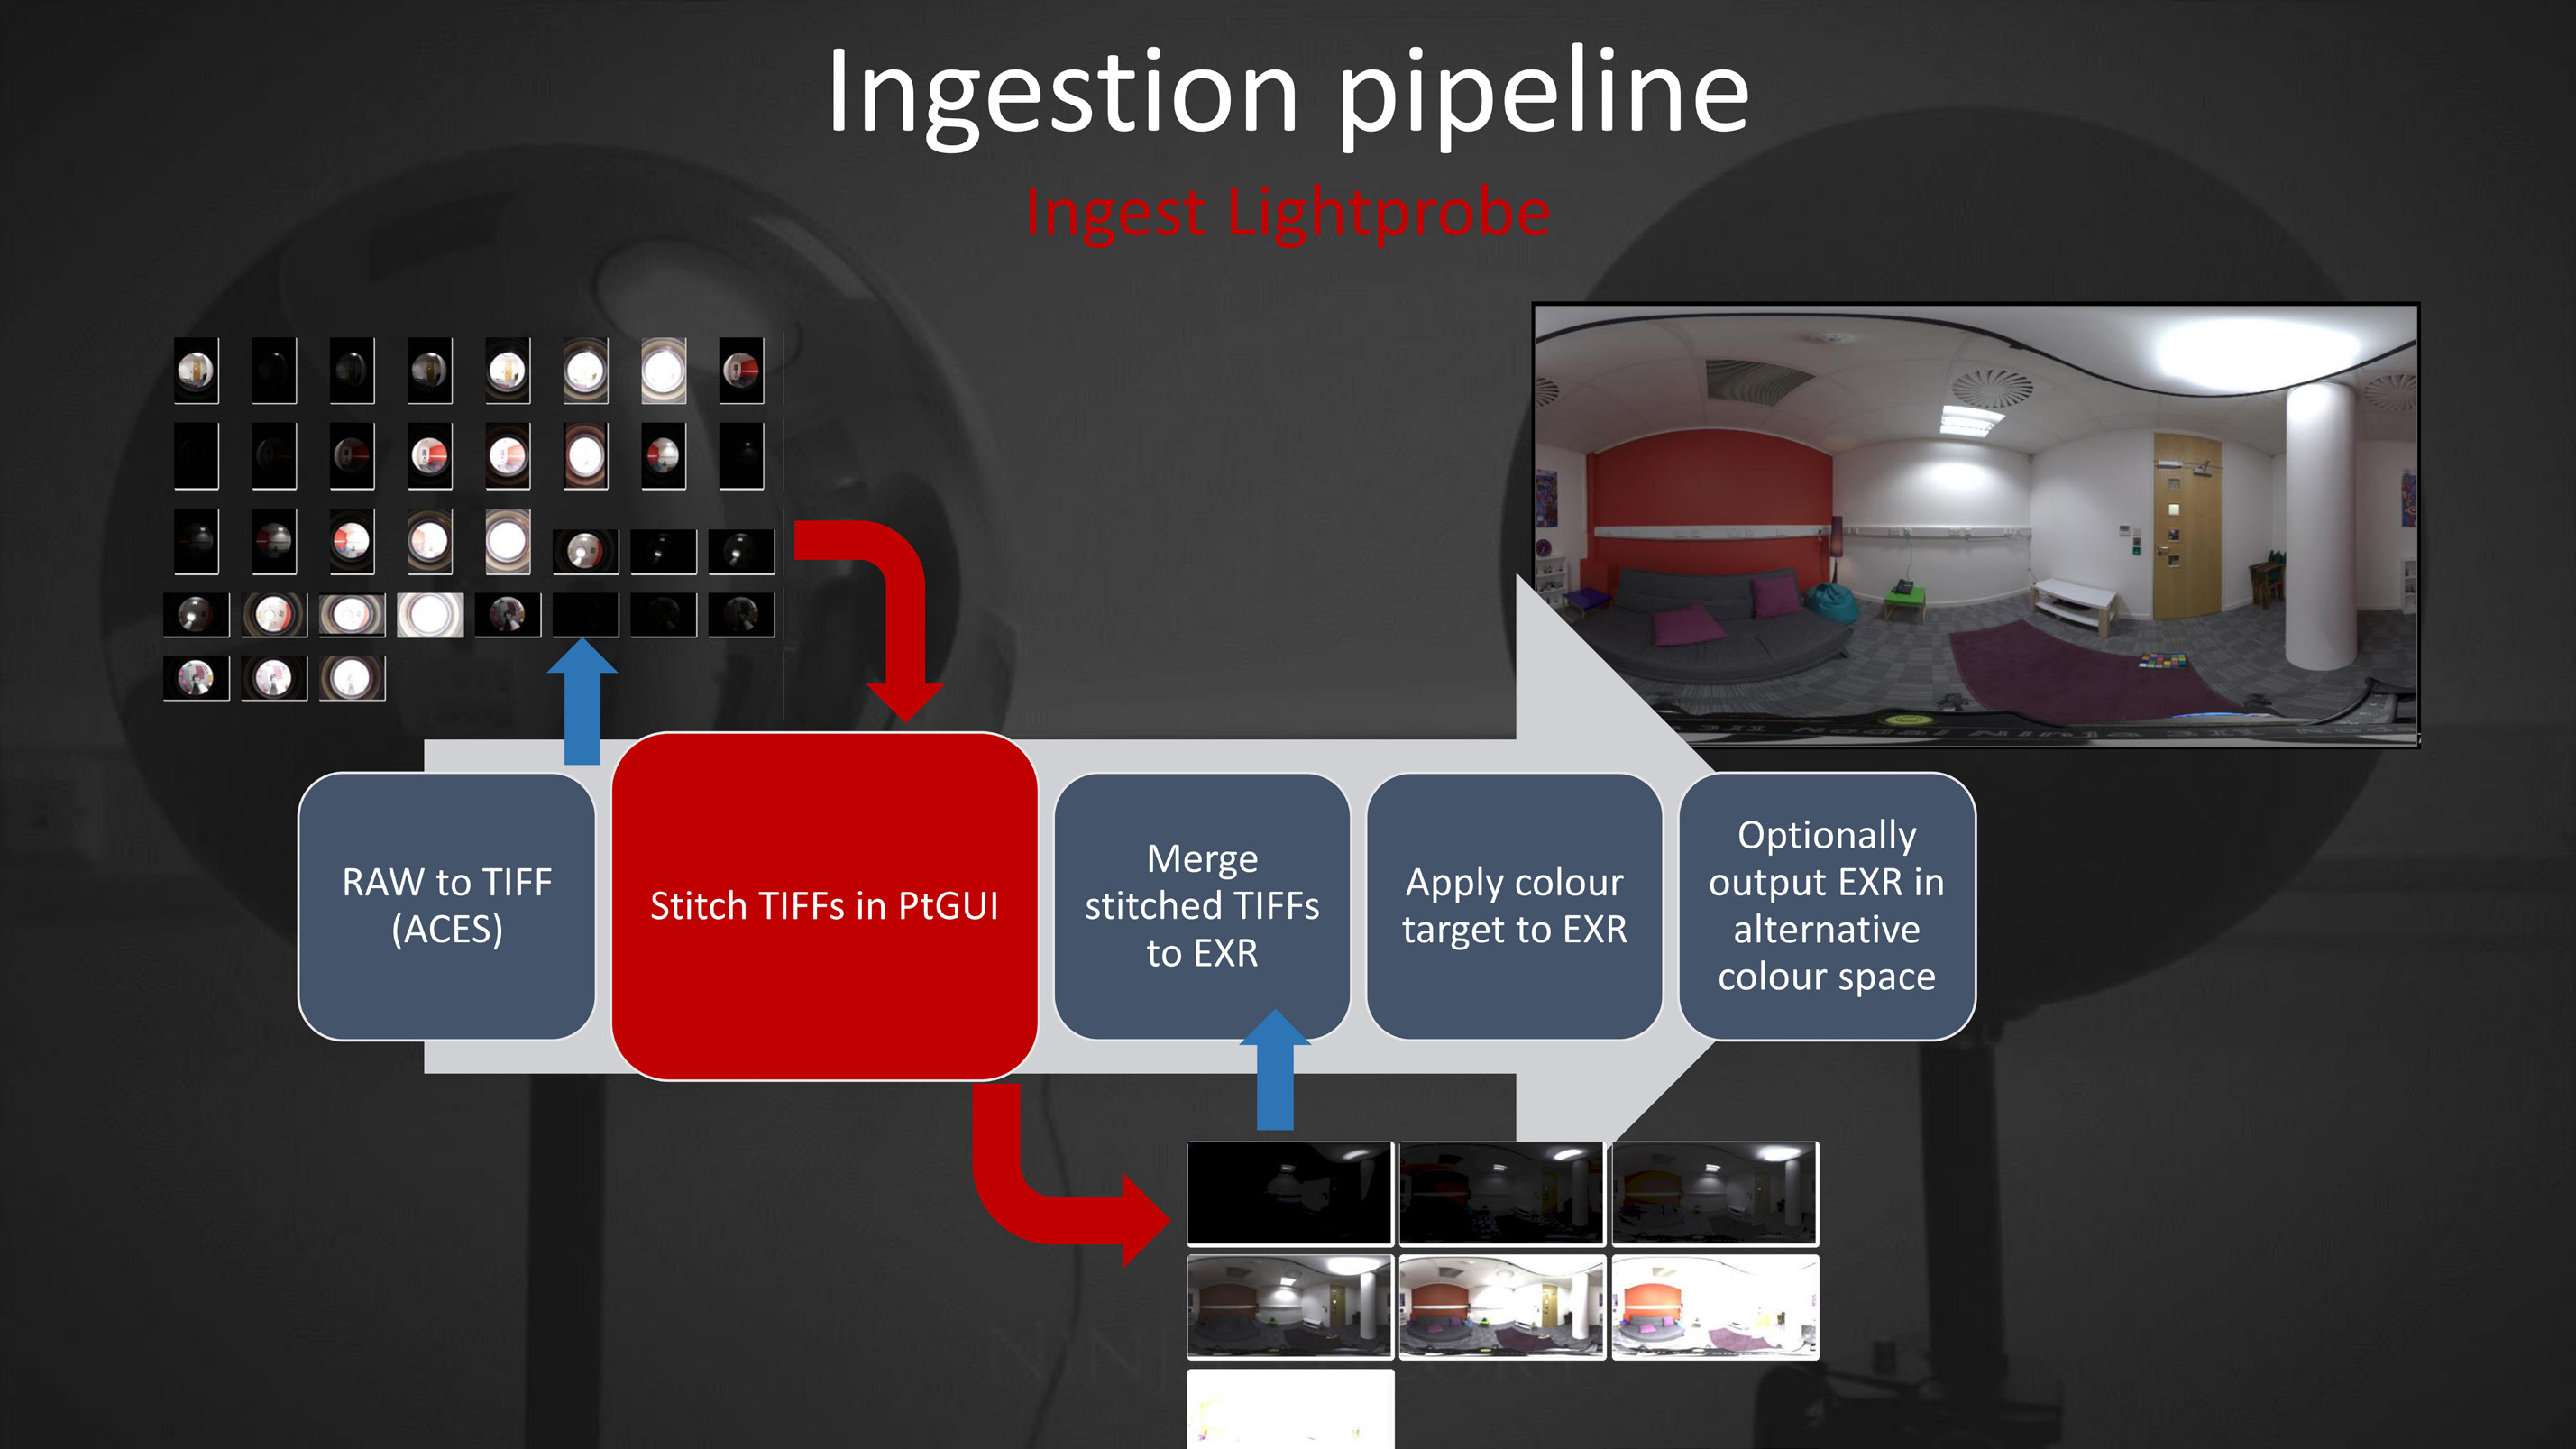 Ingestion pipeline
Ingest Lightprobe
RAW to TIFF
(ACES)
Stitch TIFFs in PtGUI
Merge
stitched TIFFs
to EXR
Apply colour
target to EXR
Optionally
output EXR in
alternative
colour space